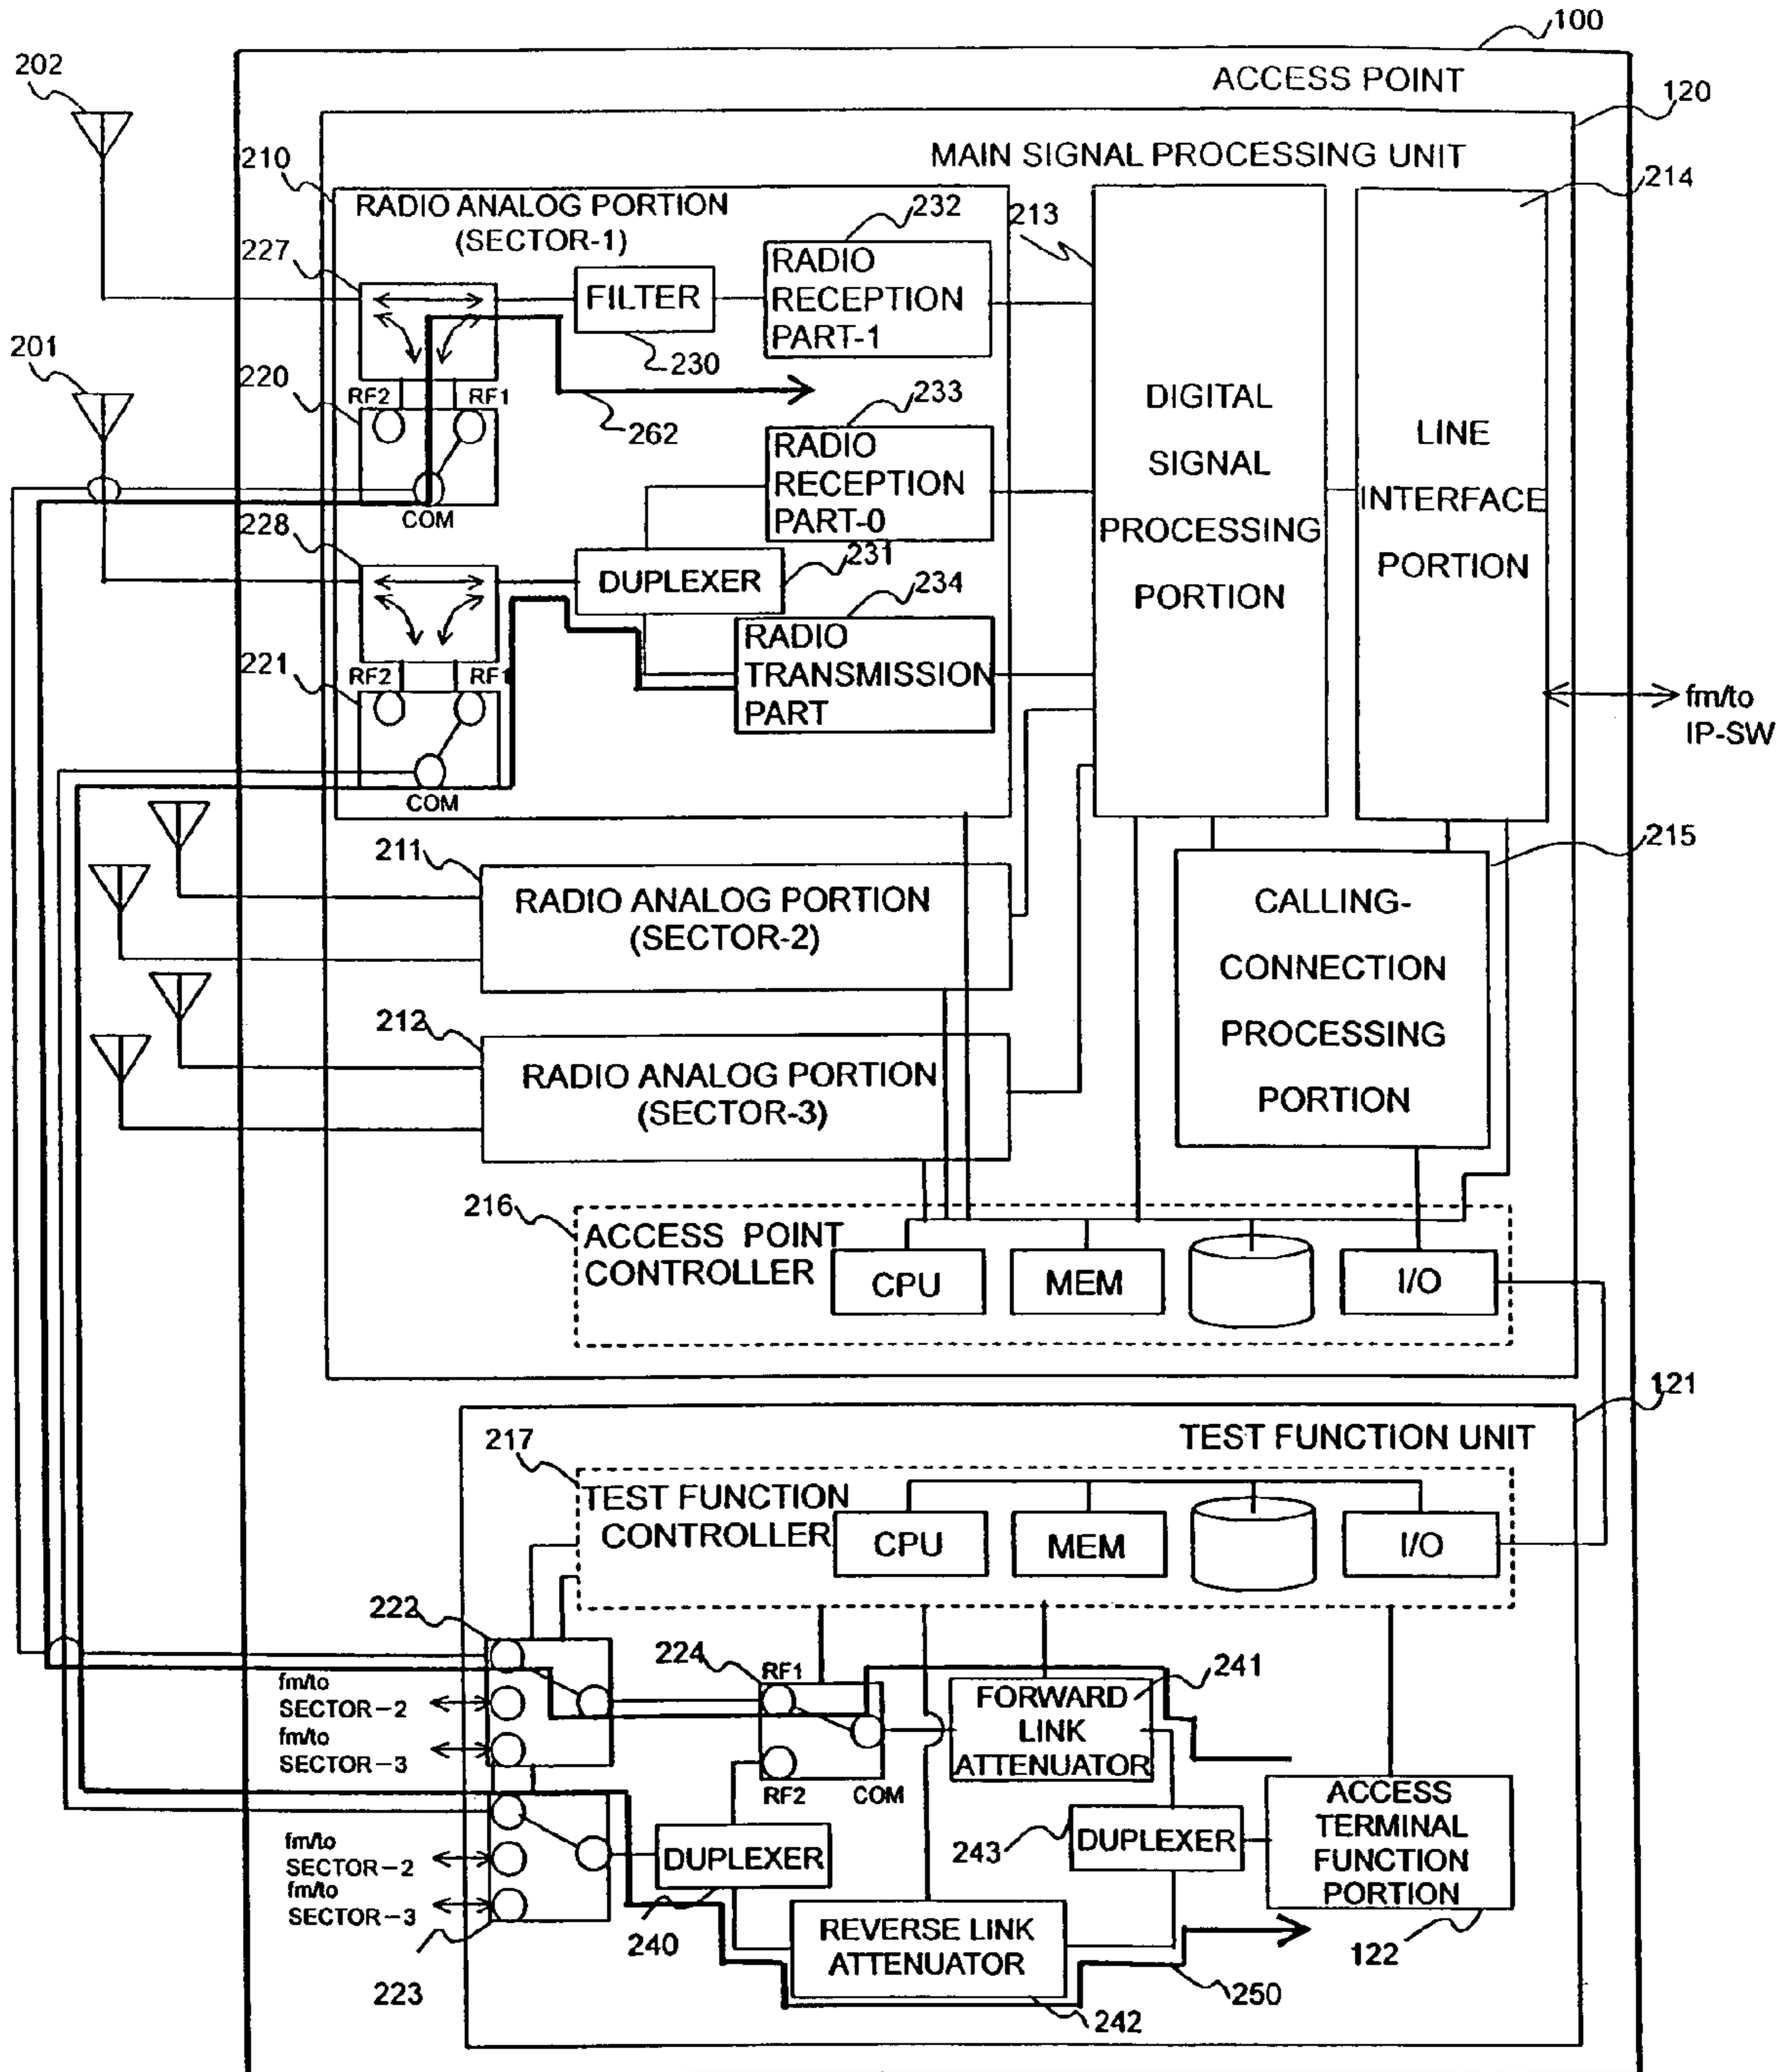 100
ACCESS POINT
202
120
MAIN SIGNAL PROCESSING UNIT
210
214
RADIO ANALOG PORTION
(SECTOR-1)
232
213
227
RADIO
RECEPTION
PART-1
FILTER
230
201
220
RF2
RF1
262
233
RADIO
RECEPTION
PART-0
COM
228
231
DUPLEXER
234
RADIO
TRANSMISSION
PART
221
RF2
RF1
COM
DIGITAL
SIGNAL
PROCESSING
PORTION
LINE
INTERFACE
PORTION
fm/to
IP-SW
215
211
RADIO ANALOG PORTION
(SECTOR-2)
CALLING-
CONNECTION
PROCESSING
PORTION
212
RADIO ANALOG PORTION
(SECTOR-3)
216
ACCESS POINT
CONTROLLER
CPU
MEM
I/O
121
TEST FUNCTION UNIT
217
TEST FUNCTION
CONTROLLER
CPU
MEM
I/O
222
224
RF1
241
fm/to
SECTOR-2
fm/to
SECTOR-3
FORWARD
LINK
ATTENUATOR
RF2
COM
ACCESS
TERMINAL
FUNCTION
PORTION
243
DUPLEXER
DUPLEXER
fm/to
SECTOR-2
fm/to
SECTOR-3
240
REVERSE LINK
ATTENUATOR
122
223
250
242